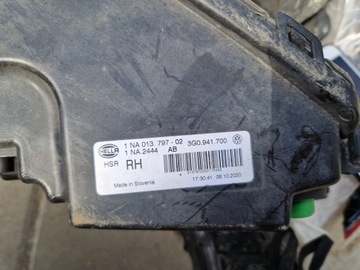 HELLA 1 NA 013.797 - 02 3G0.941.700
1 NA 2444 AB
HSR RH
Made in Slovenia 17:30:41 08.10.2020